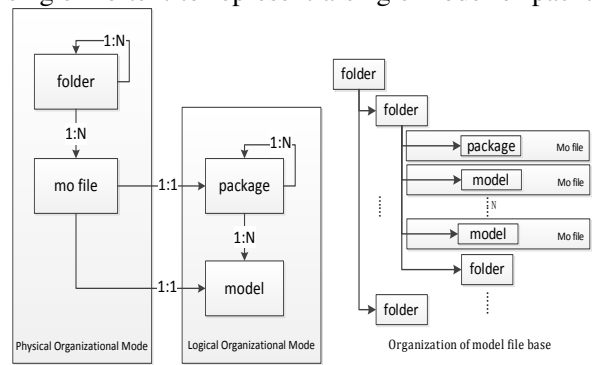 1:N
folder
1:N
mo file
1:1
1:1
Physical Organizational Mode
1:N
package
1:N
model
Logical Organizational Mode
folder
folder
package Mo file
model Mo file
N
model Mo file
folder
folder
Organization of model file base